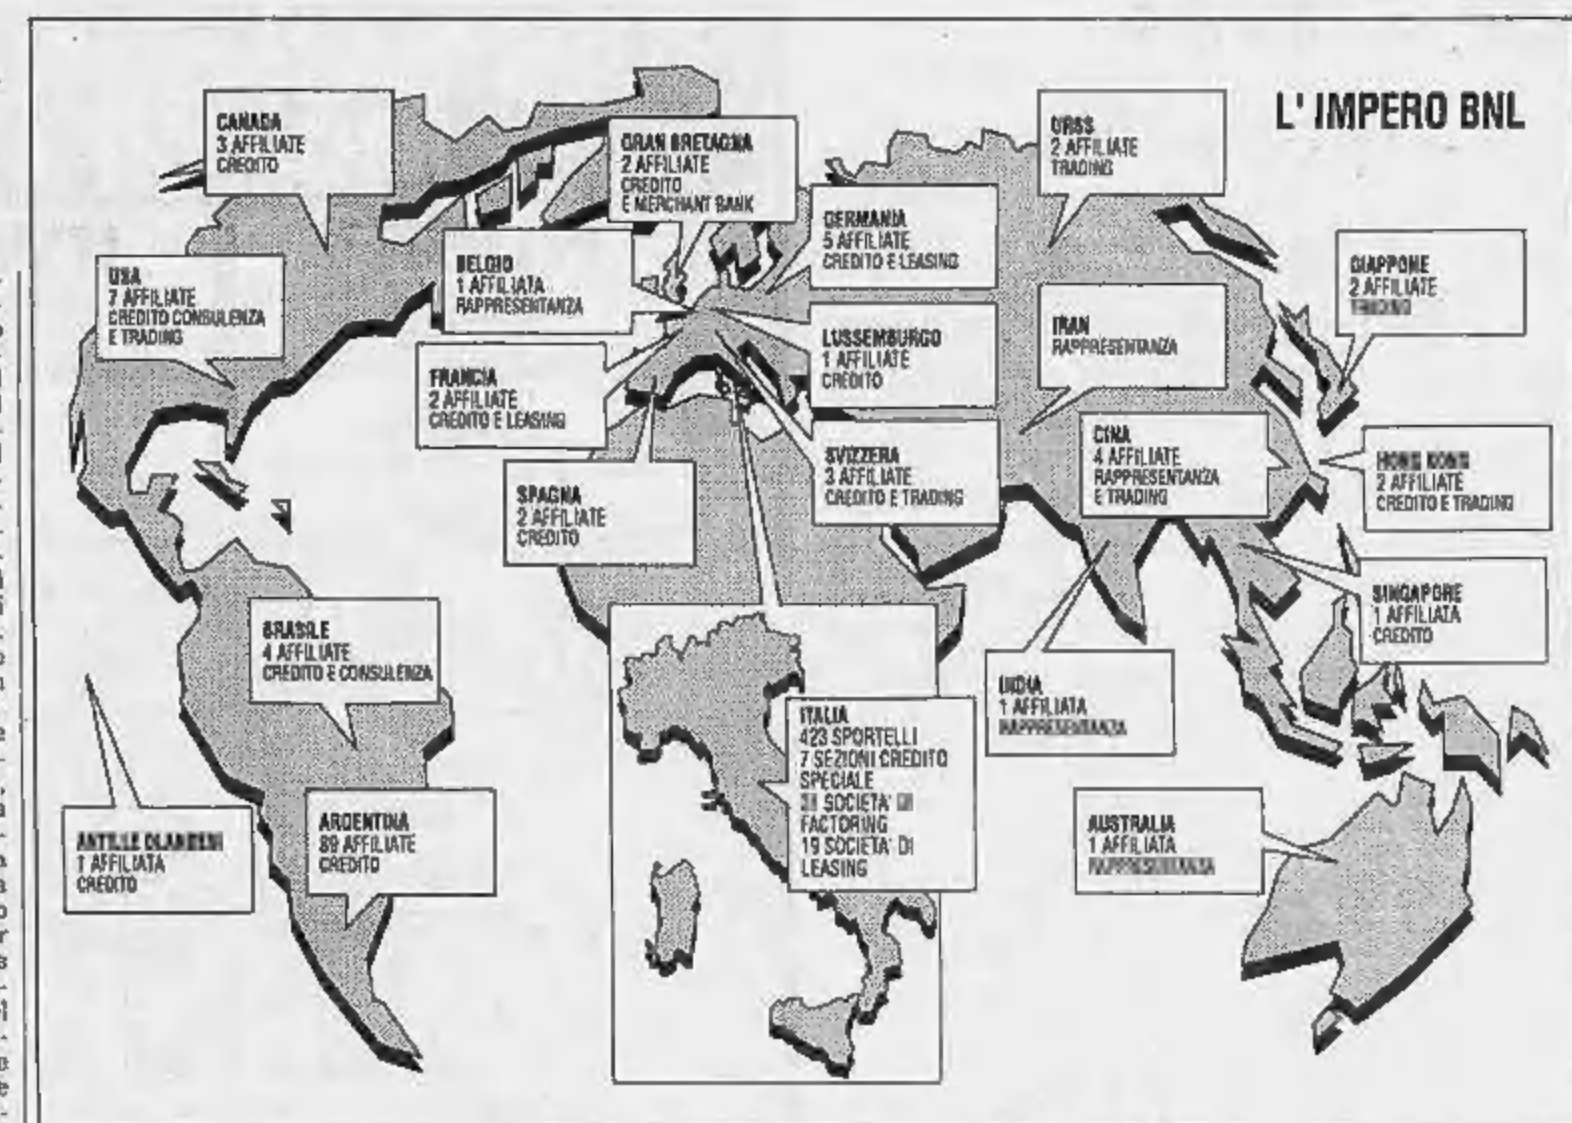 L' IMPERO BNL
CANADA
3 AFFILIATE
CREDITO
GRAN BRETAGNA
2 AFFILIATE
CREDITO
E MERCHANT BANK
URSS
2 AFFILIATE
TRADING
GERMANIA
5 AFFILIATE
CREDITO E LEASING
BELGIO
1 AFFILIATA
RAPPRESENTANZA
USA
7 AFFILIATE
CREDITO CONSULENZA
E TRADING
GIAPPONE
2 AFFILIATE
TRADING
IRAN
RAPPRESENTANZA
LUSSEMBURGO
1 AFFILIATE
CREDITO
FRANCIA
2 AFFILIATE
CREDITO E LEASING
SVIZZERA
3 AFFILIATE
CREDITO E TRADING
CINA
4 AFFILIATE
RAPPRESENTANZA
E TRADING
HONG KONG
2 AFFILIATE
CREDITO E TRADING
SPAGNA
2 AFFILIATE
CREDITO
SINGAPORE
1 AFFILIATA
CREDITO
BRASILE
4 AFFILIATE
CREDITO E CONSULENZA
INDIA
1 AFFILIATA
RAPPRESENTANZA
ITALIA
423 SPORTELLI
7 SEZIONI CREDITO
SPECIALE
SOCIETA' DI
FACTORING
19 SOCIETA' DI
LEASING
ANTILLE OLANDESI
1 AFFILIATA
CREDITO
ARGENTINA
89 AFFILIATE
CREDITO
AUSTRALIA
1 AFFILIATA
RAPPRESENTANZA